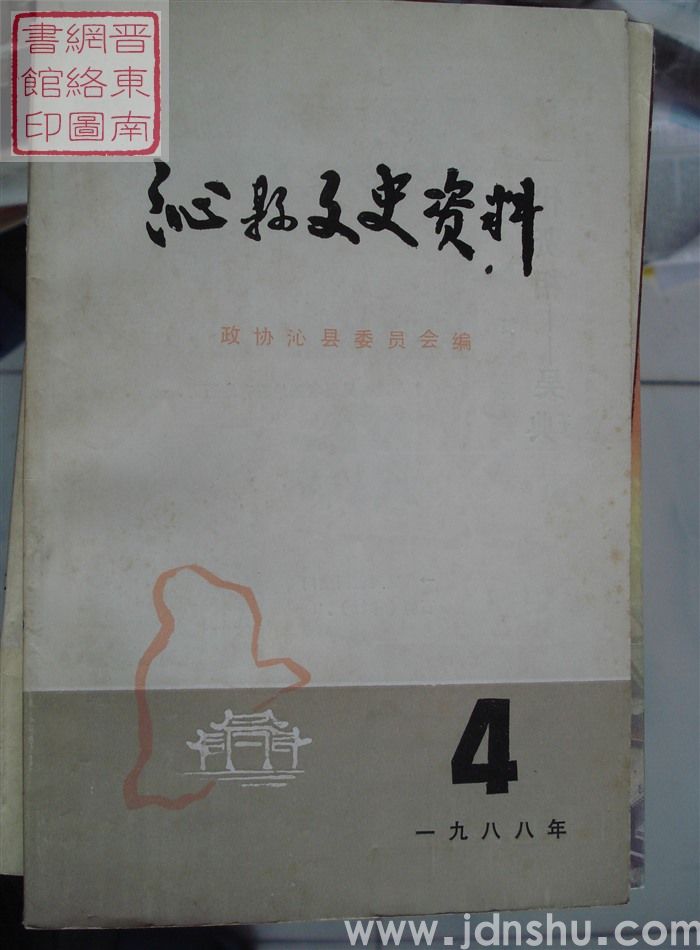 晋東南
網絡圖
書館印
沁縣文史资料
政协沁县委员会编
4
一九八八年
www.jdnshu.com